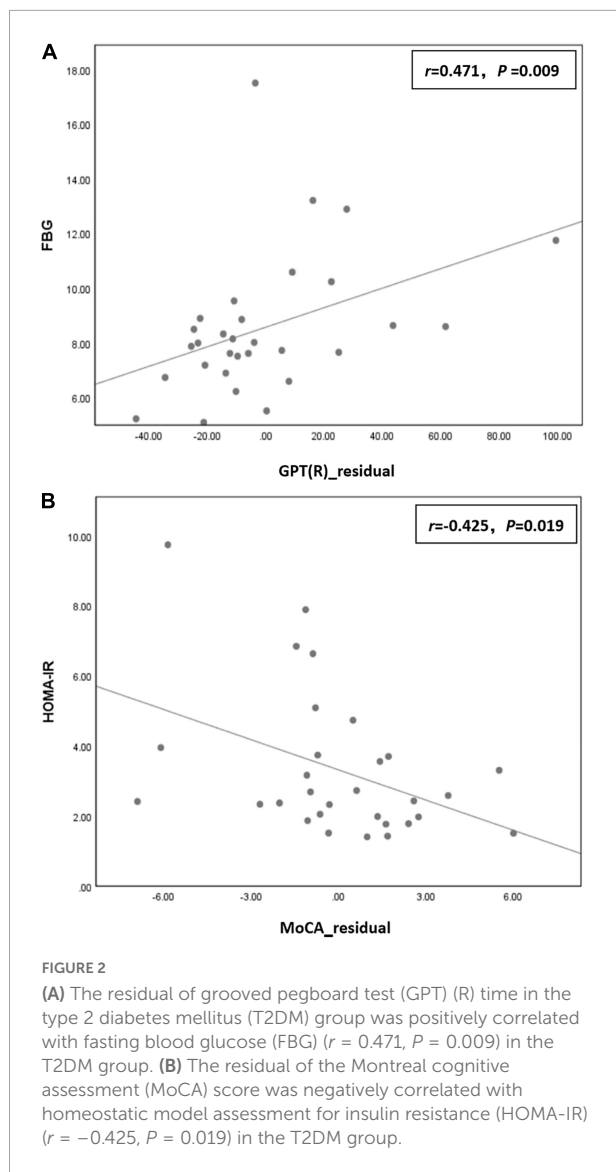 A
r=0.471, P =0.009
18.00
16.00
14.00
12.00
10.00
8.00
6.00
FBG
-40.00 -20.00 .00 20.00 40.00 60.00 80.00 100.00
GPT(R)_residual
B
r=-0.425, P=0.019
10.00
8.00
6.00
4.00
2.00
.00
HOMA-IR
-6.00 -3.00 .00 3.00 6.00
MoCA_residual
FIGURE 2
(A) The residual of grooved pegboard test (GPT) (R) time in the
type 2 diabetes mellitus (T2DM) group was positively correlated
with fasting blood glucose (FBG) (r = 0.471, P = 0.009) in the
T2DM group. (B) The residual of the Montreal cognitive
assessment (MoCA) score was negatively correlated with
homeostatic model assessment for insulin resistance (HOMA-IR)
(r = −0.425, P = 0.019) in the T2DM group.